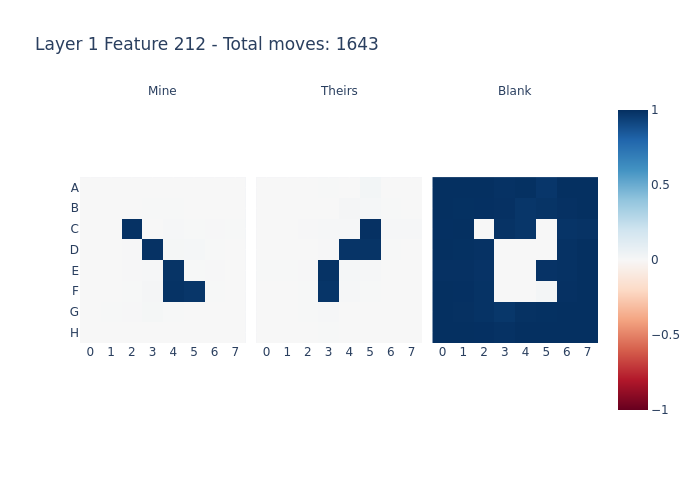 Layer 1 Feature 212 - Total moves: 1643
Mine
Theirs
Blank
A
B
C
D
E
F
G
H
0 1 2 3 4 5 6 7
0 1 2 3 4 5 6 7
0 1 2 3 4 5 6 7
1
0.5
0
−0.5
−1